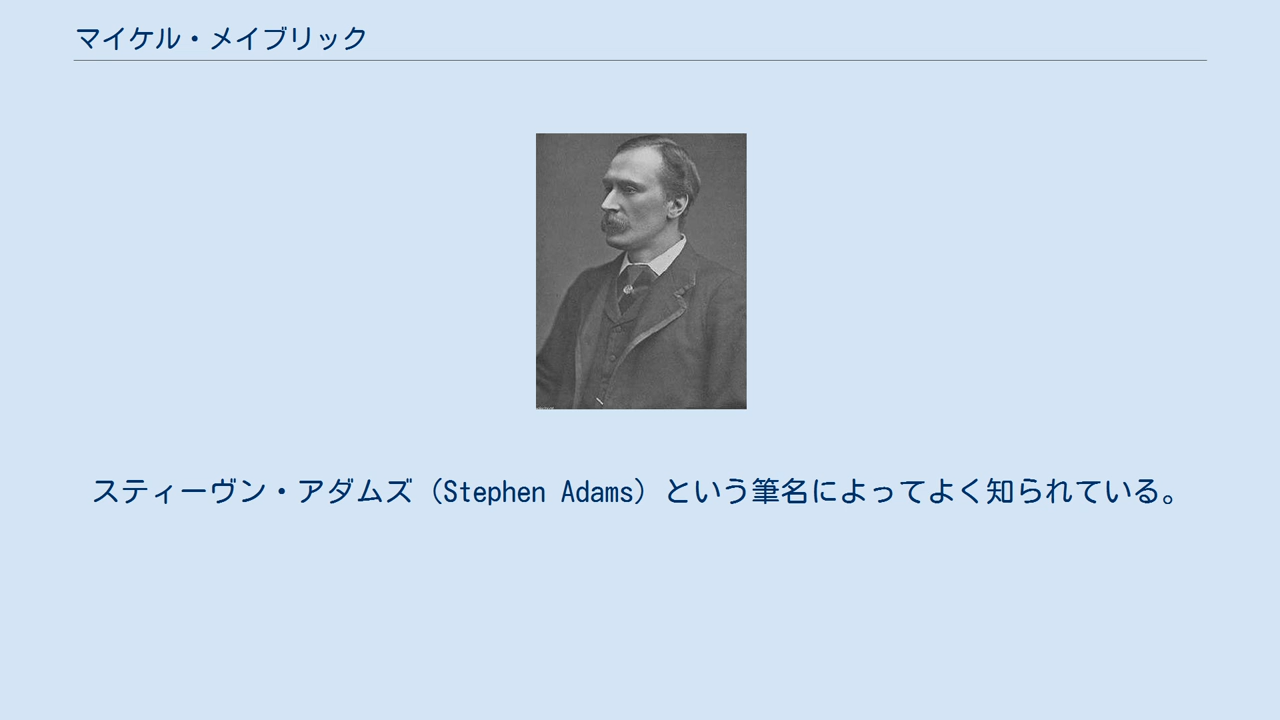 マイケル・メイブリック
スティーヴン・アダムズ（Stephen Adams）という筆名によってよく知られている。